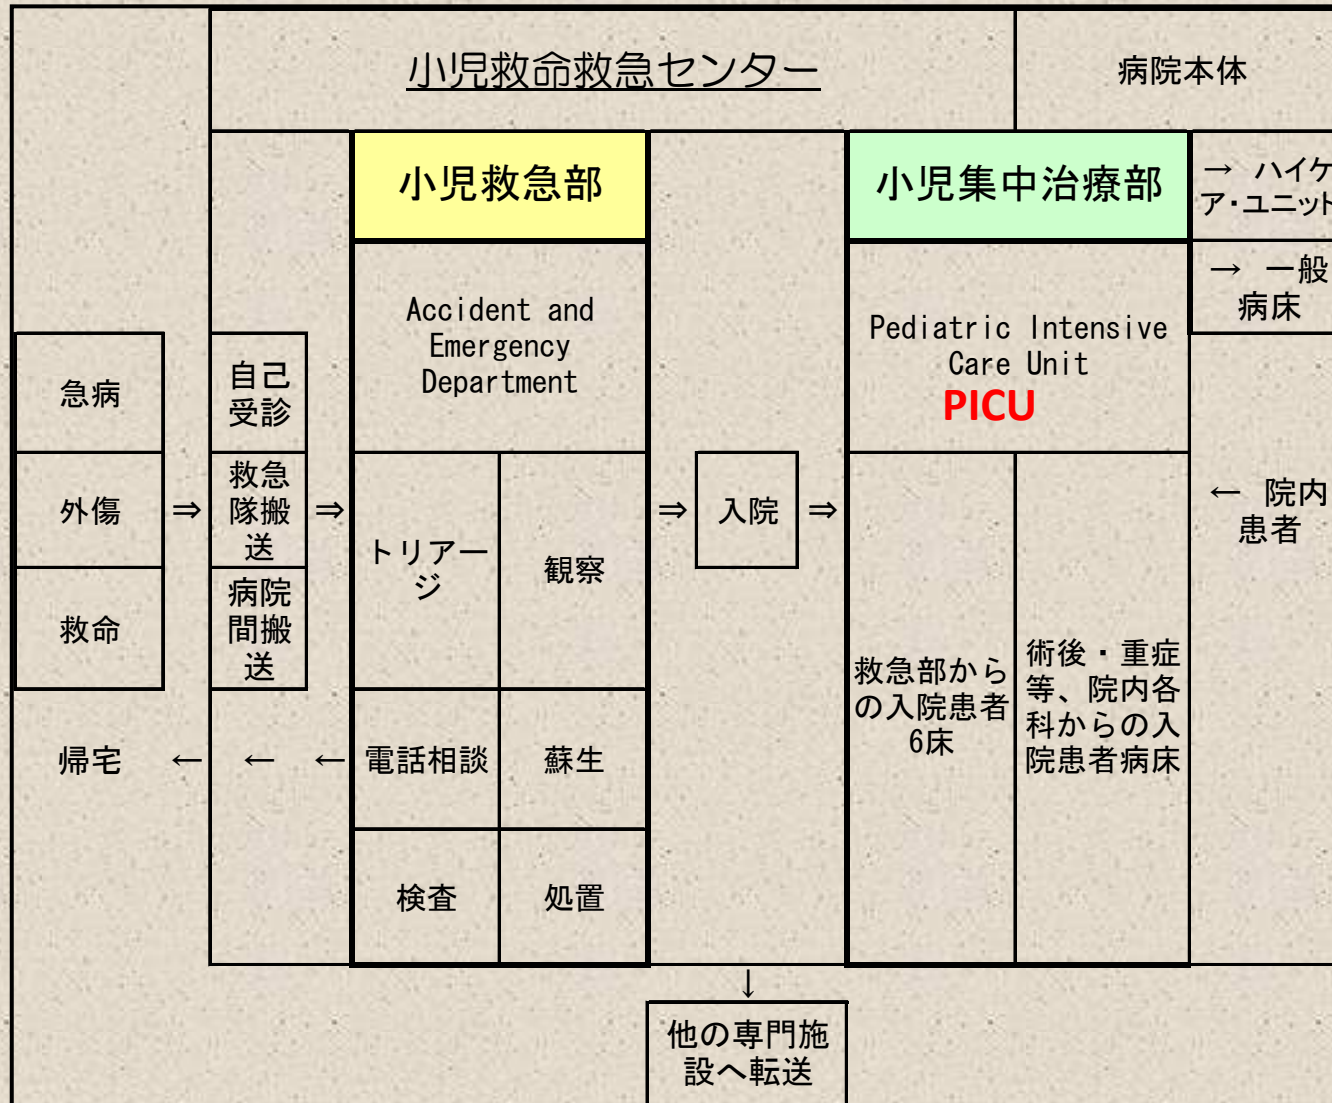 小児救命救急センター
病院本体
小児救急部
小児集中治療部
→ ハイケ
ア・ユニット
→ 一般
病床
Accident and
Emergency
Department
Pediatric Intensive
Care Unit
PICU
急病
外傷
救命
⇒
自己
受診
救急
隊搬
送
病院
間搬
送
⇒
トリアー
ジ
観察
電話相談
蘇生
検査
処置
⇒
入院
⇒
救急部から
の入院患者
6床
術後・重症
等、院内各
科からの入
院患者病床
← 院内
患者
帰宅 ← ← ←
↓
他の専門施
設へ転送